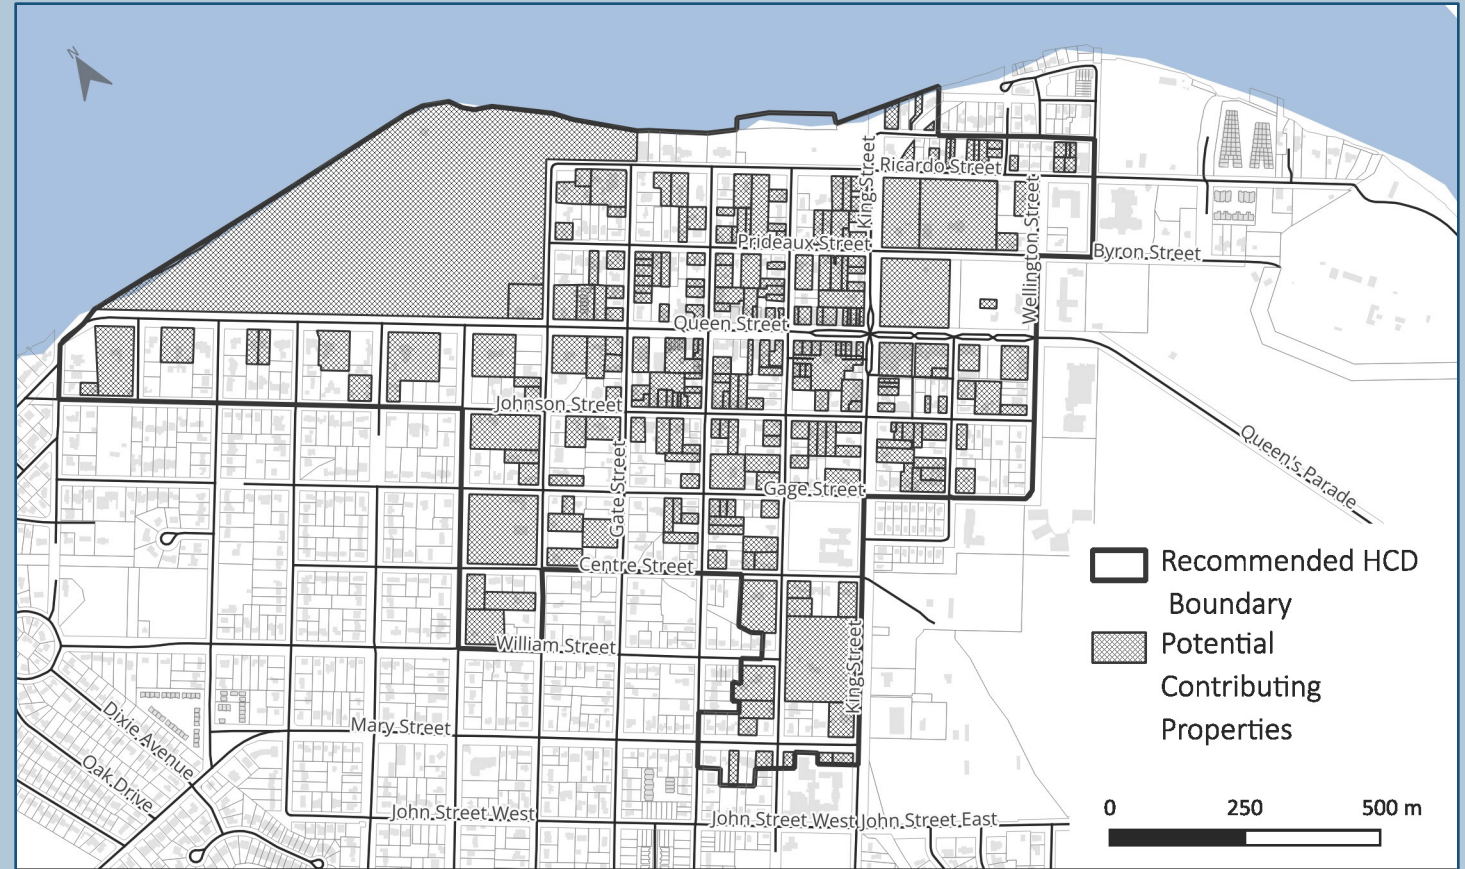 N
King Street
Ricardo Street
Prideaux Street
Wellington Street
Byron Street
Queen Street
Johnson Street
Gate Street
Gage Street
Queen's Parade
Centre Street
William Street
King Street
Mary Street
Dixie Avenue
Oak Drive
John Street West
John Street West
John Street East
Recommended HCD
Boundary
Potential
Contributing
Properties
0 250 500 m